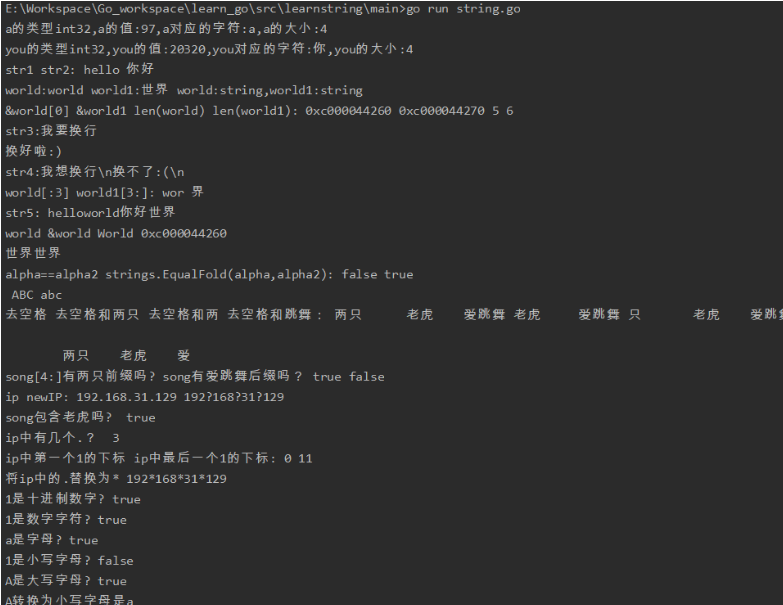 E:\Workspace\Go_workspace\learn_go\src\learnstring\main>go run string.go
a的类型int32,a的值:97,a对应的字符:a,a的大小:4
you的类型int32,you的值:20320,you对应的字符:你,you的大小:4
str1 str2: hello 你好
world:world world1:世界 world:string,world1:string
&world[0] &world1 len(world) len(world1): 0xc000044260 0xc000044270 5 6
str3:我要换行
换好啦:)
str4:我想换行\n换不了:(\n
world[:3] world1[3:]: wor 界
str5: helloworld你好世界
world &world World 0xc000044260
世界世界
alpha==alpha2 strings.EqualFold(alpha,alpha2): false true
ABC abc
去空格 去空格和两只 去空格和两 去空格和跳舞: 两只 老虎 爱跳舞 老虎 爱跳舞 只 老虎 爱跳
两只 老虎 爱
song[4:]有两只前缀吗? song有爱跳舞后缀吗? true false
ip newIP: 192.168.31.129 192?168?31?129
song包含老虎吗? true
ip中有几个.? 3
ip中第一个1的下标 ip中最后一个1的下标: 0 11
将ip中的.替换为* 192*168*31*129
1是十进制数字? true
1是数字字符? true
a是字母? true
1是小写字母? false
A是大写字母? true
A转换为小写字母是a